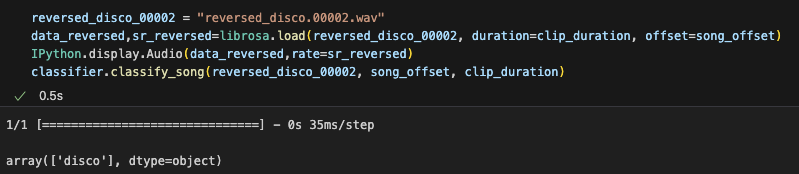 reversed_disco_00002 = "reversed_disco.00002.wav"
data_reversed,sr_reversed=librosa.load(reversed_disco_00002, duration=clip_duration, offset=song_offset)
IPython.display.Audio(data_reversed,rate=sr_reversed)
classifier.classify_song(reversed_disco_00002, song_offset, clip_duration)
✓ 0.5s
1/1 [==============================] - 0s 35ms/step
array(['disco'], dtype=object)